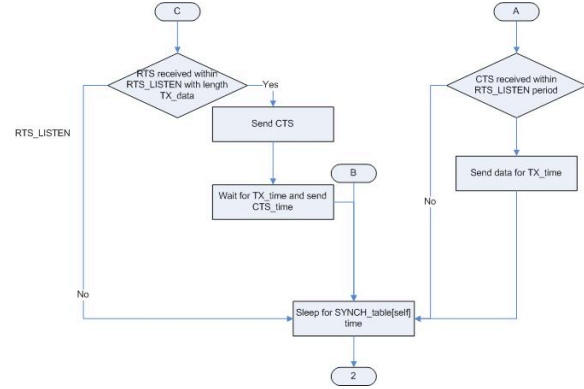 C
A
RTS received within
RTS_LISTEN with length
TX_data
CTS received within
RTS_LISTEN period
Yes
RTS_LISTEN
Send CTS
B
Send data for TX_time
Wait for TX_time and send
CTS_time
No
No
Sleep for SYNCH_table[self]
time
2